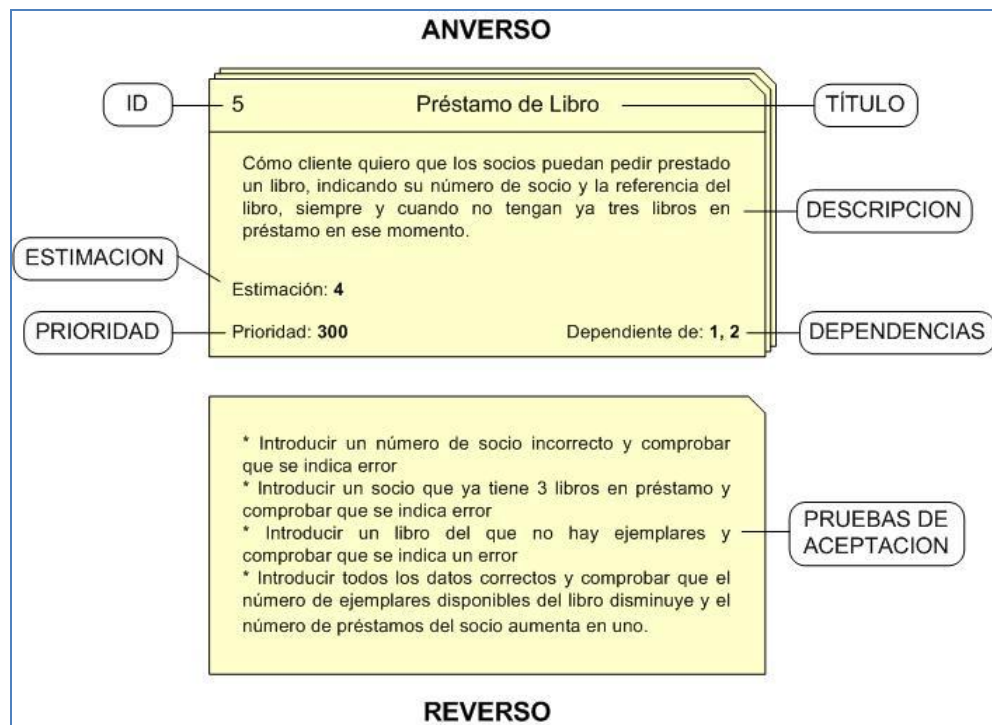 ANVERSO
ID
5
Préstamo de Libro
TÍTULO
Cómo cliente quiero que los socios puedan pedir prestado
un libro, indicando su número de socio y la referencia del
libro, siempre y cuando no tengan ya tres libros en
préstamo en ese momento.
DESCRIPCION
ESTIMACION
Estimación: 4
PRIORIDAD
Prioridad: 300
Dependiente de: 1, 2
DEPENDENCIAS
* Introducir un número de socio incorrecto y comprobar
que se indica error
* Introducir un socio que ya tiene 3 libros en préstamo y
comprobar que se indica error
* Introducir un libro del que no hay ejemplares y
comprobar que se indica un error
* Introducir todos los datos correctos y comprobar que el
número de ejemplares disponibles del libro disminuye y el
número de préstamos del socio aumenta en uno.
PRUEBAS DE
ACEPTACION
REVERSO